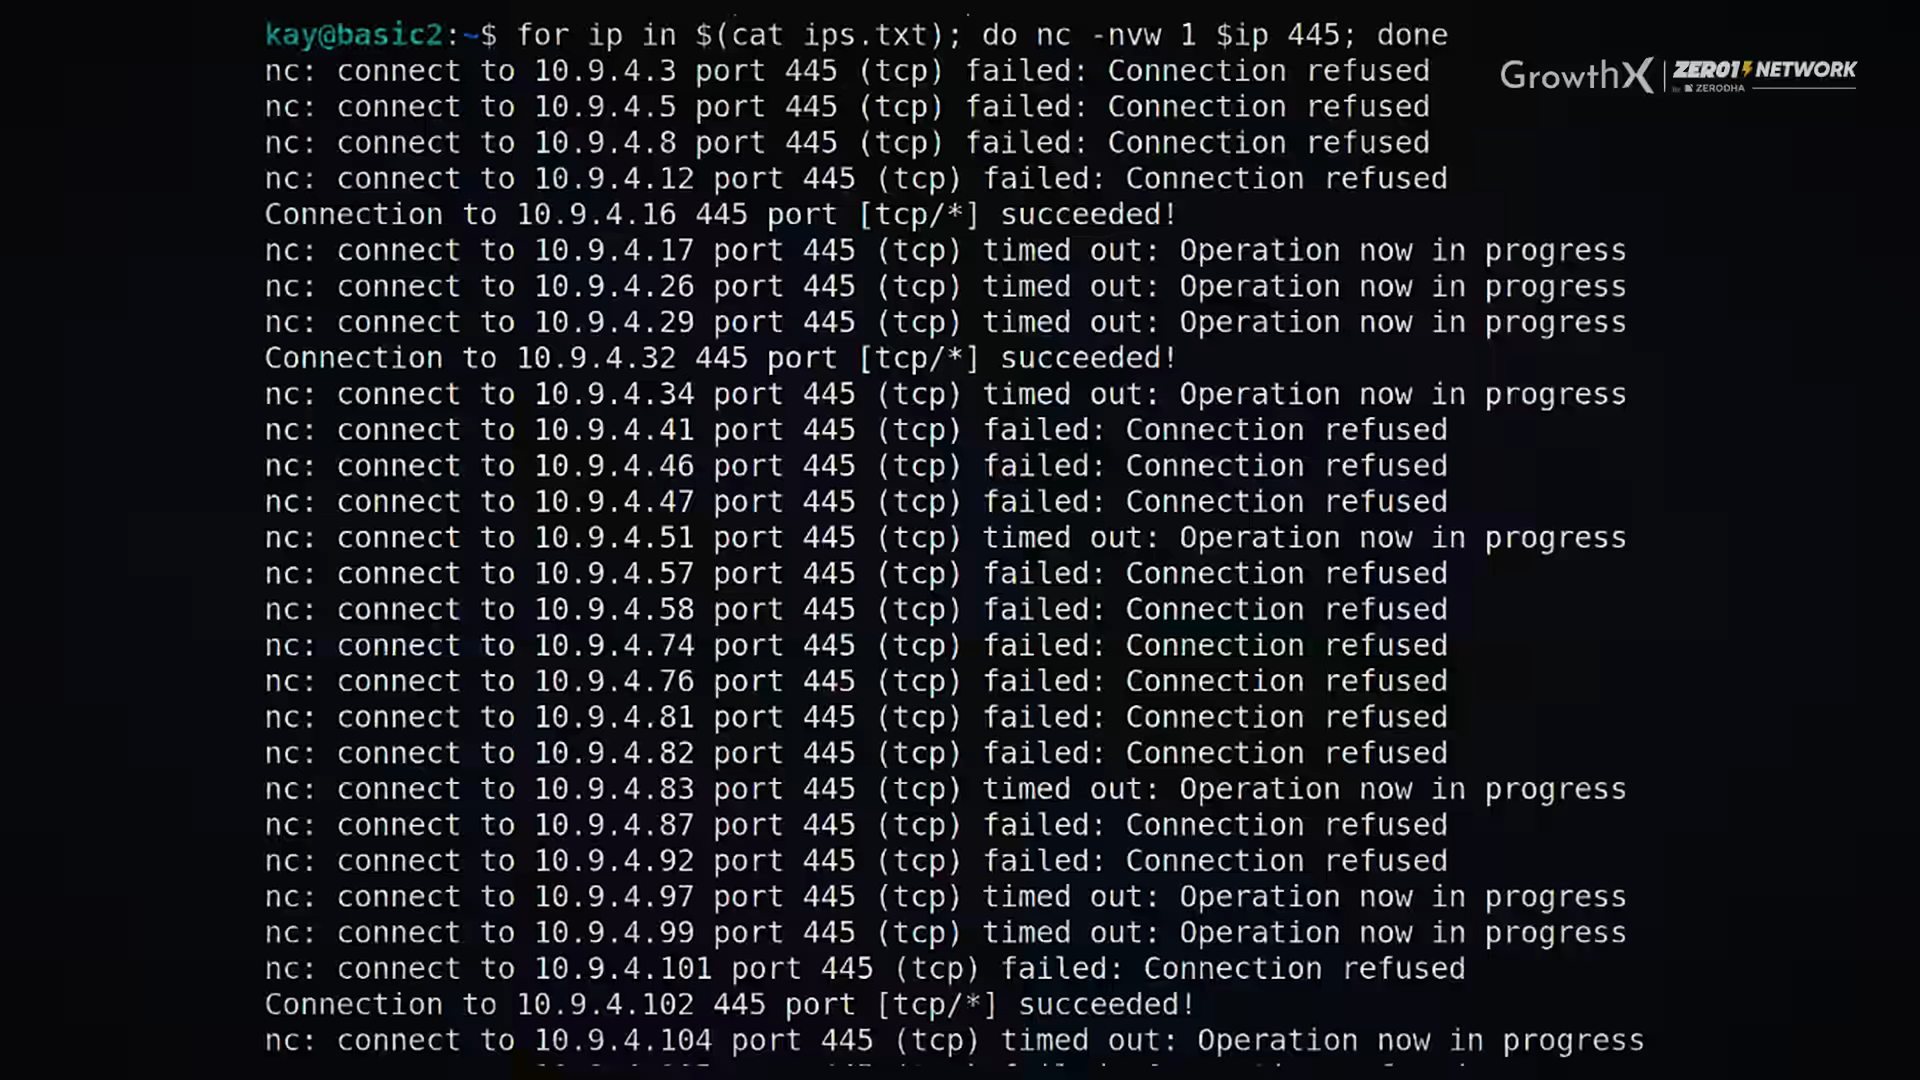 kay@basic2:~$ for ip in $(cat ips.txt); do nc -nvw 1 $ip 445; done
nc: connect to 10.9.4.3 port 445 (tcp) failed: Connection refused
GrowthX | ZERO1 NETWORK
by ZERODHA
nc: connect to 10.9.4.5 port 445 (tcp) failed: Connection refused
nc: connect to 10.9.4.8 port 445 (tcp) failed: Connection refused
nc: connect to 10.9.4.12 port 445 (tcp) failed: Connection refused
Connection to 10.9.4.16 445 port [tcp/*] succeeded!
nc: connect to 10.9.4.17 port 445 (tcp) timed out: Operation now in progress
nc: connect to 10.9.4.26 port 445 (tcp) timed out: Operation now in progress
nc: connect to 10.9.4.29 port 445 (tcp) timed out: Operation now in progress
Connection to 10.9.4.32 445 port [tcp/*] succeeded!
nc: connect to 10.9.4.34 port 445 (tcp) timed out: Operation now in progress
nc: connect to 10.9.4.41 port 445 (tcp) failed: Connection refused
nc: connect to 10.9.4.46 port 445 (tcp) failed: Connection refused
nc: connect to 10.9.4.47 port 445 (tcp) failed: Connection refused
nc: connect to 10.9.4.51 port 445 (tcp) timed out: Operation now in progress
nc: connect to 10.9.4.57 port 445 (tcp) failed: Connection refused
nc: connect to 10.9.4.58 port 445 (tcp) failed: Connection refused
nc: connect to 10.9.4.74 port 445 (tcp) failed: Connection refused
nc: connect to 10.9.4.76 port 445 (tcp) failed: Connection refused
nc: connect to 10.9.4.81 port 445 (tcp) failed: Connection refused
nc: connect to 10.9.4.82 port 445 (tcp) failed: Connection refused
nc: connect to 10.9.4.83 port 445 (tcp) timed out: Operation now in progress
nc: connect to 10.9.4.87 port 445 (tcp) failed: Connection refused
nc: connect to 10.9.4.92 port 445 (tcp) failed: Connection refused
nc: connect to 10.9.4.97 port 445 (tcp) timed out: Operation now in progress
nc: connect to 10.9.4.99 port 445 (tcp) timed out: Operation now in progress
nc: connect to 10.9.4.101 port 445 (tcp) failed: Connection refused
Connection to 10.9.4.102 445 port [tcp/*] succeeded!
nc: connect to 10.9.4.104 port 445 (tcp) timed out: Operation now in progress